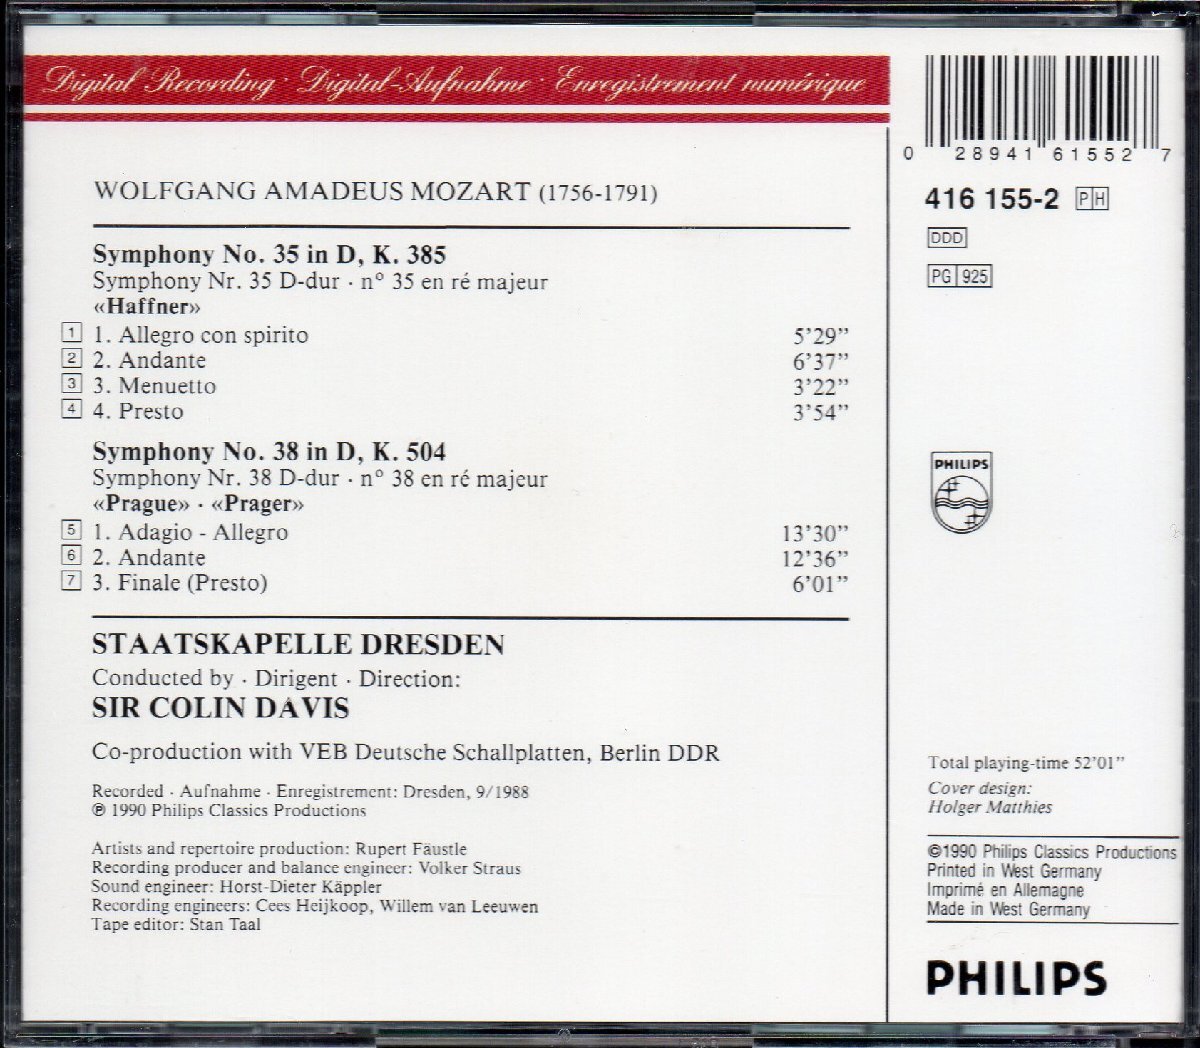 Digital Recording · Digital-Aufnahme · Enregistrement numérique
WOLFGANG AMADEUS MOZART (1756-1791)
Symphony No. 35 in D, K. 385
Symphony Nr. 35 D-dur · n° 35 en ré majeur
«Haffner»
1 1. Allegro con spirito 5’29”
2 2. Andante 6’37”
3 3. Menuetto 3’22”
4 4. Presto 3’54”
Symphony No. 38 in D, K. 504
Symphony Nr. 38 D-dur · n° 38 en ré majeur
«Prague» · «Prager»
5 1. Adagio - Allegro 13’30”
6 2. Andante 12’36”
7 3. Finale (Presto) 6’01”
STAATSKAPELLE DRESDEN
Conducted by · Dirigent · Direction:
SIR COLIN DAVIS
Co-production with VEB Deutsche Schallplatten, Berlin DDR
Recorded · Aufnahme · Enregistrement: Dresden, 9/1988
℗ 1990 Philips Classics Productions
Artists and repertoire production: Rupert Fäustle
Recording producer and balance engineer: Volker Straus
Sound engineer: Horst-Dieter Käppler
Recording engineers: Cees Heijkoop, Willem van Leeuwen
Tape editor: Stan Taal
0 28941 61552 7
416 155-2 PH
DDD
PG 925
PHILIPS
Total playing-time 52’01”
Cover design:
Holger Matthies
©1990 Philips Classics Productions
Printed in West Germany
Imprimé en Allemagne
Made in West Germany
PHILIPS